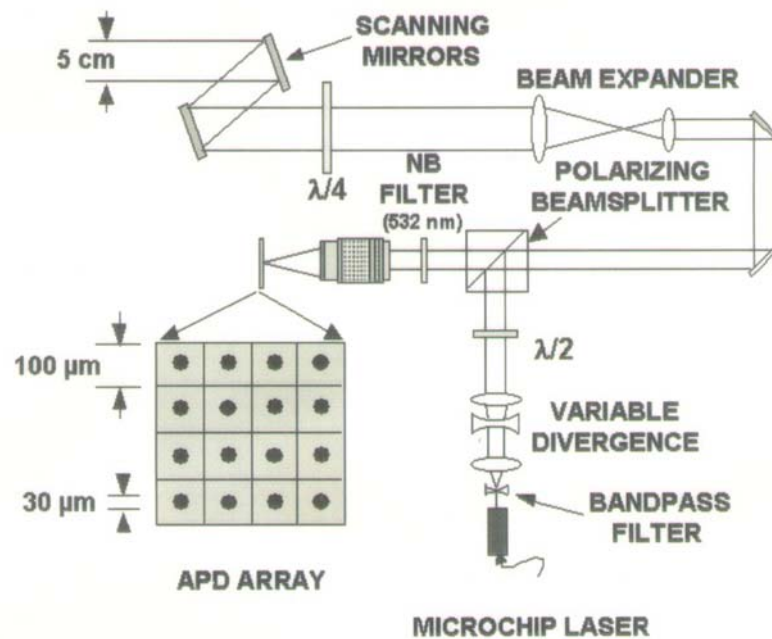 SCANNING
MIRRORS
5 cm
BEAM EXPANDER
λ/4
NB
FILTER
(532 nm)
POLARIZING
BEAMSPLITTER
100 µm
λ/2
VARIABLE
DIVERGENCE
30 µm
BANDPASS
FILTER
APD ARRAY
MICROCHIP LASER